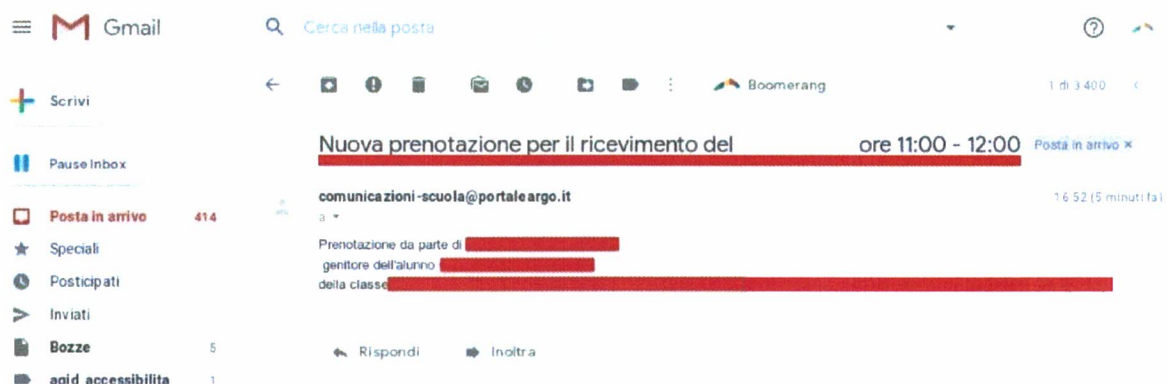 Gmail
Cerca nella posta
Scrivi
Boomerang
1 di 3 400
Nuova prenotazione per il ricevimento del ore 11:00 - 12:00
Posta in arrivo ×
Pause Inbox
comunicazioni-scuola@portaleargo.it
16:52 (5 minuti fa)
a
Posta in arrivo 414
Prenotazione da parte di
Speciali
genitore dell'alunno
Posticipati
della classe
Inviati
Bozze 5
Rispondi
Inoltra
agid_accessibilita 1